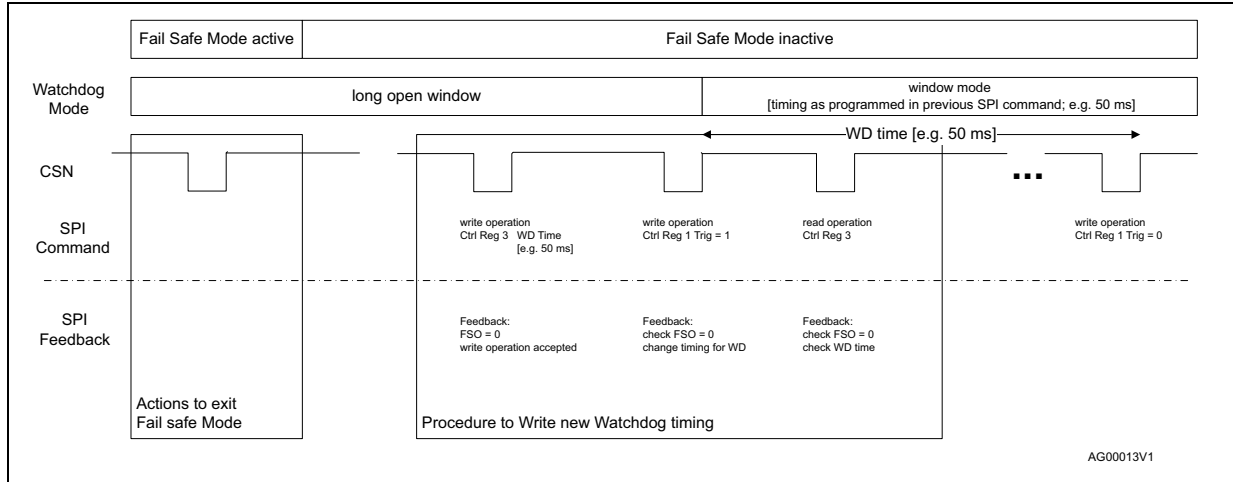 Fail Safe Mode active
Fail Safe Mode inactive
Watchdog
Mode
long open window
window mode
[timing as programmed in previous SPI command; e.g. 50 ms]
WD time [e.g. 50 ms]
CSN
...
SPI
Command
write operation
Ctrl Reg 3 WD Time
[e.g. 50 ms]
write operation
Ctrl Reg 1 Trig = 1
read operation
Ctrl Reg 3
write operation
Ctrl Reg 1 Trig = 0
SPI
Feedback
Feedback:
FSO = 0
write operation accepted
Feedback:
check FSO = 0
change timing for WD
Feedback:
check FSO = 0
check WD time
Actions to exit
Fail safe Mode
Procedure to Write new Watchdog timing
AG00013V1